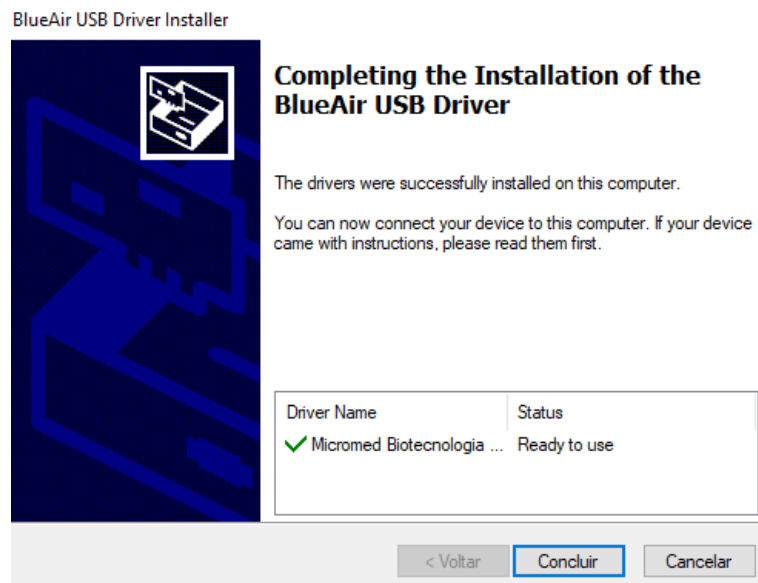 BlueAir USB Driver Installer
Completing the Installation of the
BlueAir USB Driver
The drivers were successfully installed on this computer.
You can now connect your device to this computer. If your device
came with instructions, please read them first.
Driver Name Status
Micromed Biotecnologia ... Ready to use
< Voltar Concluir Cancelar